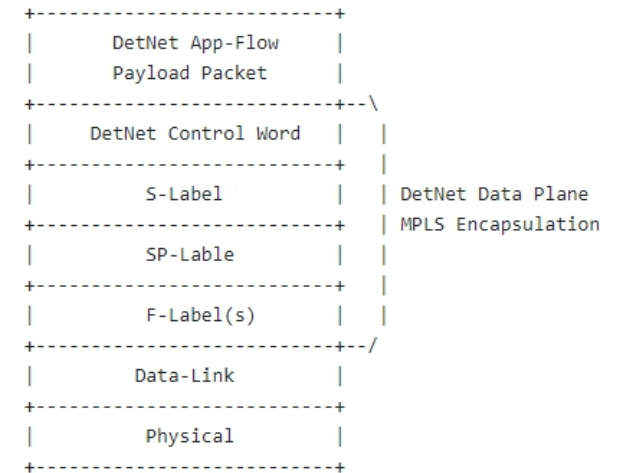 DetNet App-Flow
Payload Packet
DetNet Control Word
S-Label
DetNet Data Plane
MPLS Encapsulation
SP-Lable
F-Label(s)
Data-Link
Physical